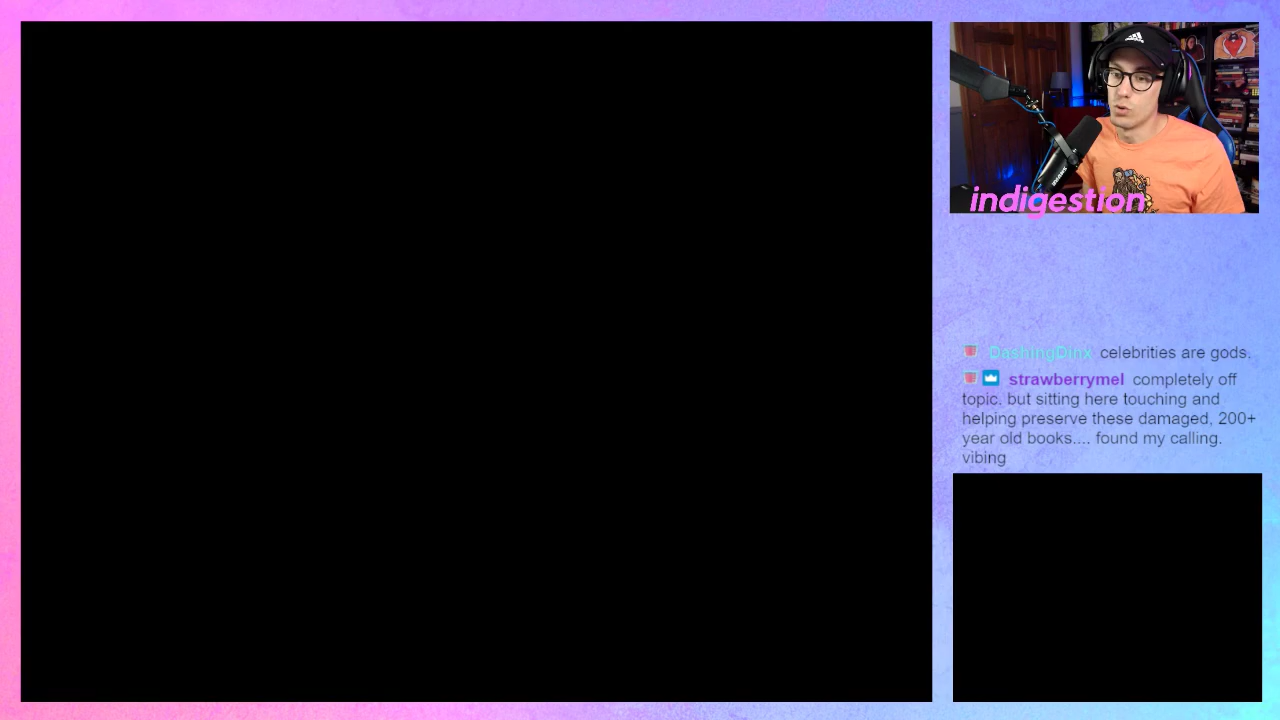 indigestion
DashingDinx celebrities are gods.
strawberrymel completely off
topic, but sitting here touching and
helping preserve these damaged, 200+
year old books.... found my calling.
vibing